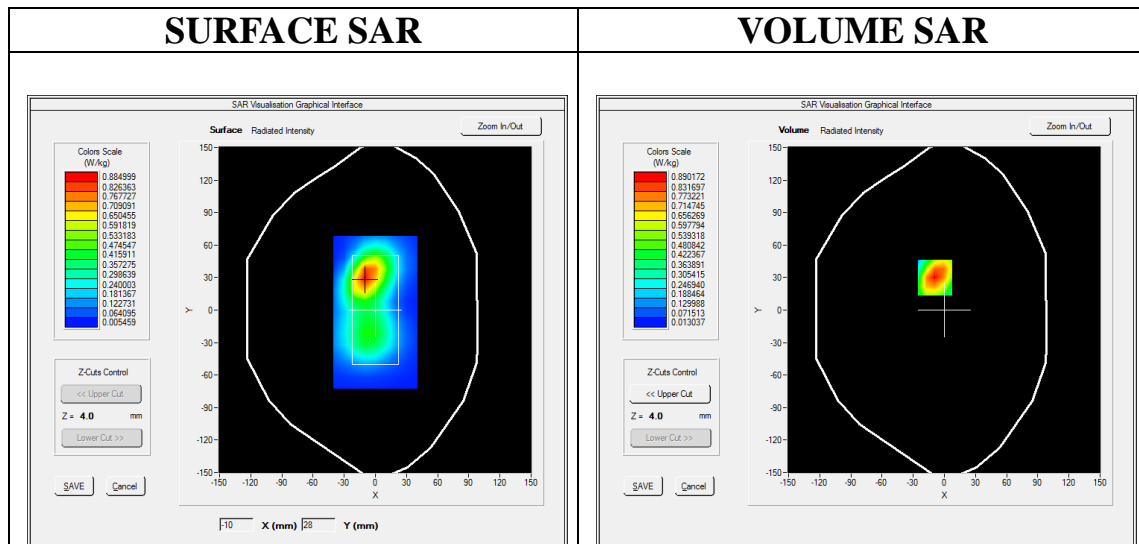 SURFACE SAR
VOLUME SAR
SAR Visualisation Graphical Interface
Surface Radiated Intensity
Zoom In/Out
Colors Scale
(W/kg)
0.884999
0.826363
0.767727
0.709091
0.650455
0.591819
0.533183
0.474547
0.415911
0.357275
0.298639
0.240003
0.181367
0.122731
0.064095
0.005459
Z-Cuts Control
<< Upper Cut
Z = 4.0 mm
Lower Cut >>
SAVE Cancel
150
120
90
60
30
0
-30
-60
-90
-120
-150
Y
-150 -120 -90 -60 -30 0 30 60 90 120 150
X
-10 X (mm) 28 Y (mm)
SAR Visualisation Graphical Interface
Volume Radiated Intensity
Zoom In/Out
Colors Scale
(W/kg)
0.890172
0.831697
0.773221
0.714745
0.656269
0.597794
0.539318
0.480842
0.422367
0.363891
0.305415
0.246940
0.188464
0.129988
0.071513
0.013037
Z-Cuts Control
<< Upper Cut
Z = 4.0 mm
Lower Cut >>
SAVE Cancel
150
120
90
60
30
0
-30
-60
-90
-120
-150
Y
-150 -120 -90 -60 -30 0 30 60 90 120 150
X